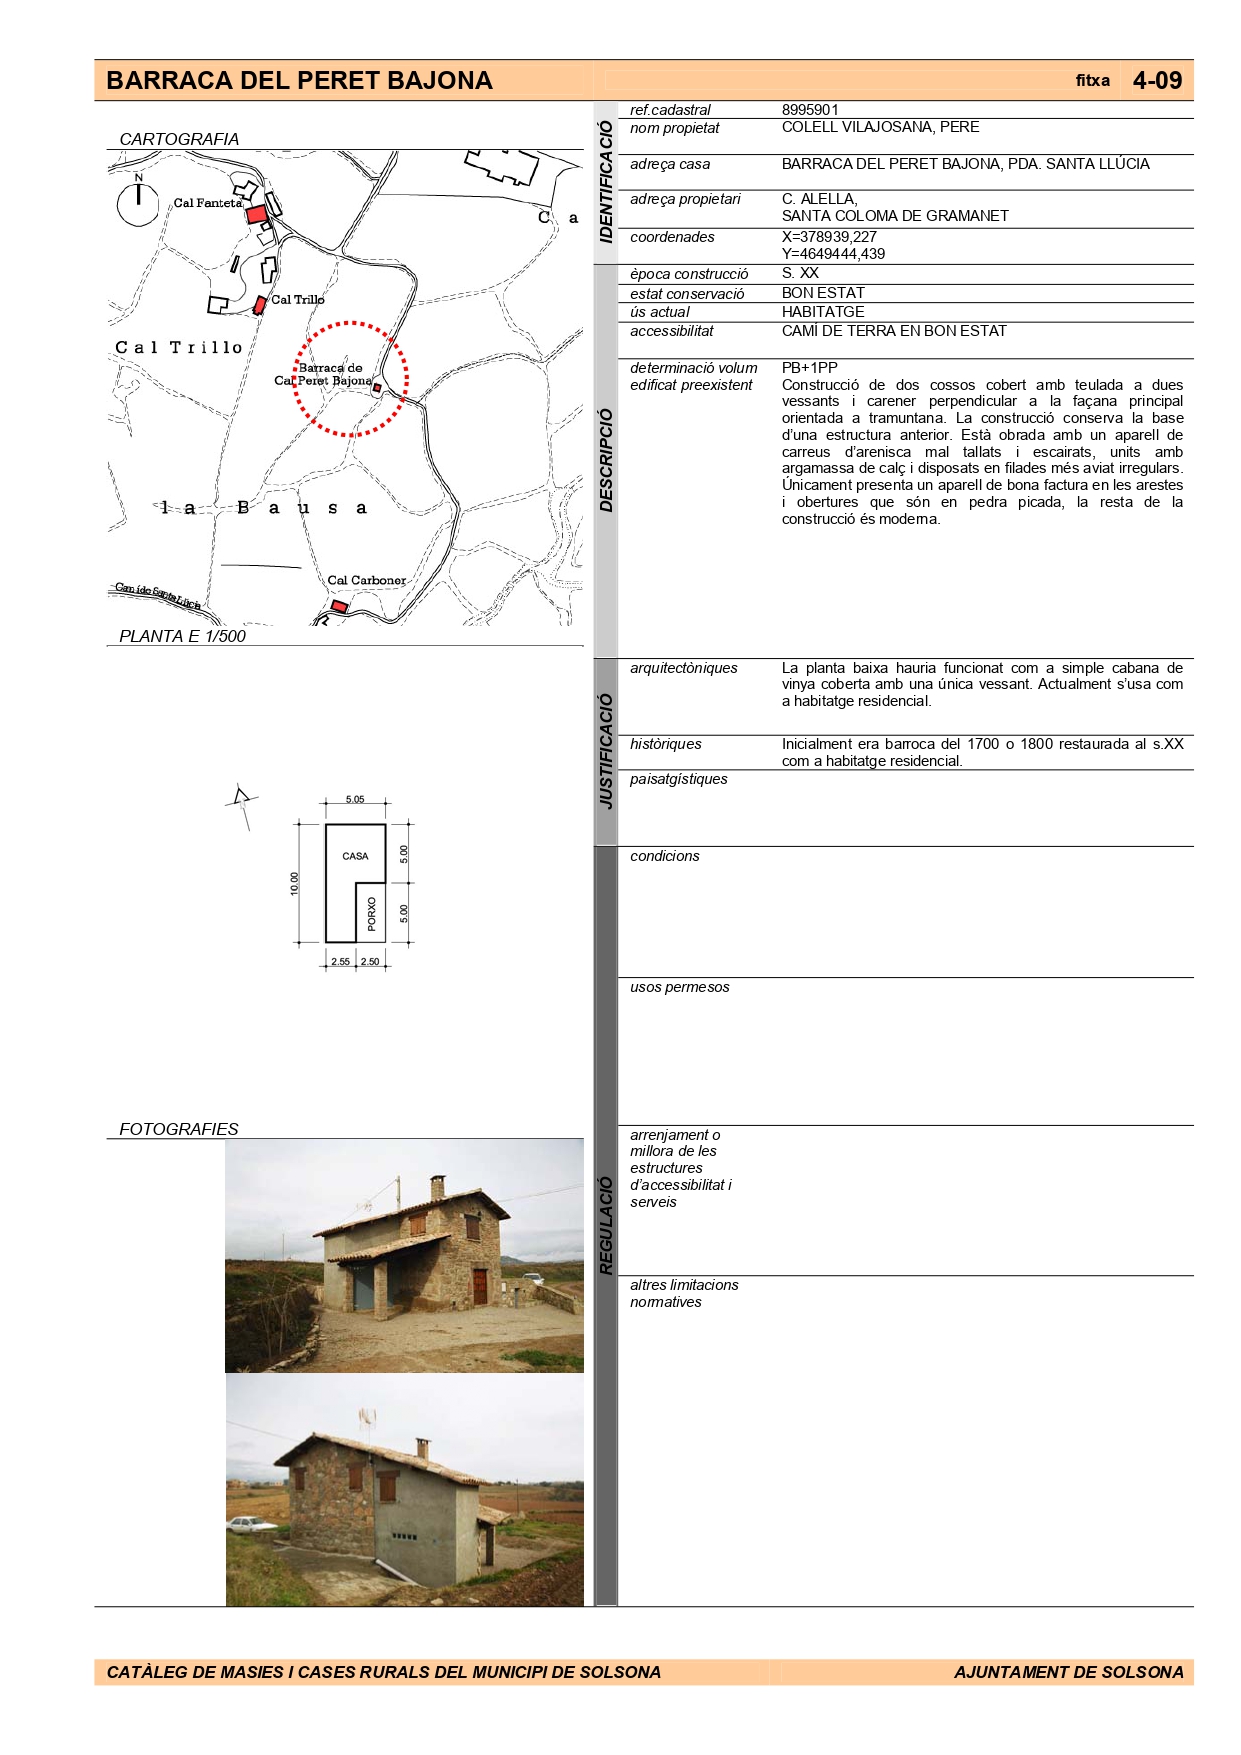 BARRACA DEL PERET BAJONA
fitxa 4-09
CARTOGRAFIA
N
Cal Fanteta
C a
Cal Trillo
Cal Trillo
Barraca de
Cal Peret Bajona
la Bausa
Cal Carboner
Camí de Santa Llúcia
PLANTA E 1/500
5.05
CASA
5.00
10.00
PORXO
5.00
2.55 2.50
FOTOGRAFIES
IDENTIFICACIÓ
ref.cadastral 8995901
nom propietat COLELL VILAJOSANA, PERE
adreça casa BARRACA DEL PERET BAJONA, PDA. SANTA LLÚCIA
adreça propietari C. ALELLA,
SANTA COLOMA DE GRAMANET
coordenades X=378939,227
Y=4649444,439
DESCRIPCIÓ
època construcció S. XX
estat conservació BON ESTAT
ús actual HABITATGE
accessibilitat CAMÍ DE TERRA EN BON ESTAT
determinació volum PB+1PP
edificat preexistent Construcció de dos cossos cobert amb teulada a dues
vessants i carener perpendicular a la façana principal
orientada a tramuntana. La construcció conserva la base
d’una estructura anterior. Està obrada amb un aparell de
carreus d’arenisca mal tallats i escairats, units amb
argamassa de calç i disposats en filades més aviat irregulars.
Únicament presenta un aparell de bona factura en les arestes
i obertures que són en pedra picada, la resta de la
construcció és moderna.
JUSTIFICACIÓ
arquitectòniques La planta baixa hauria funcionat com a simple cabana de
vinya coberta amb una única vessant. Actualment s’usa com
a habitatge residencial.
històriques Inicialment era barroca del 1700 o 1800 restaurada al s.XX
com a habitatge residencial.
paisatgístiques
REGULACIÓ
condicions
usos permesos
arrenjament o
millora de les
estructures
d’accessibilitat i
serveis
altres limitacions
normatives
CATÀLEG DE MASIES I CASES RURALS DEL MUNICIPI DE SOLSONA
AJUNTAMENT DE SOLSONA